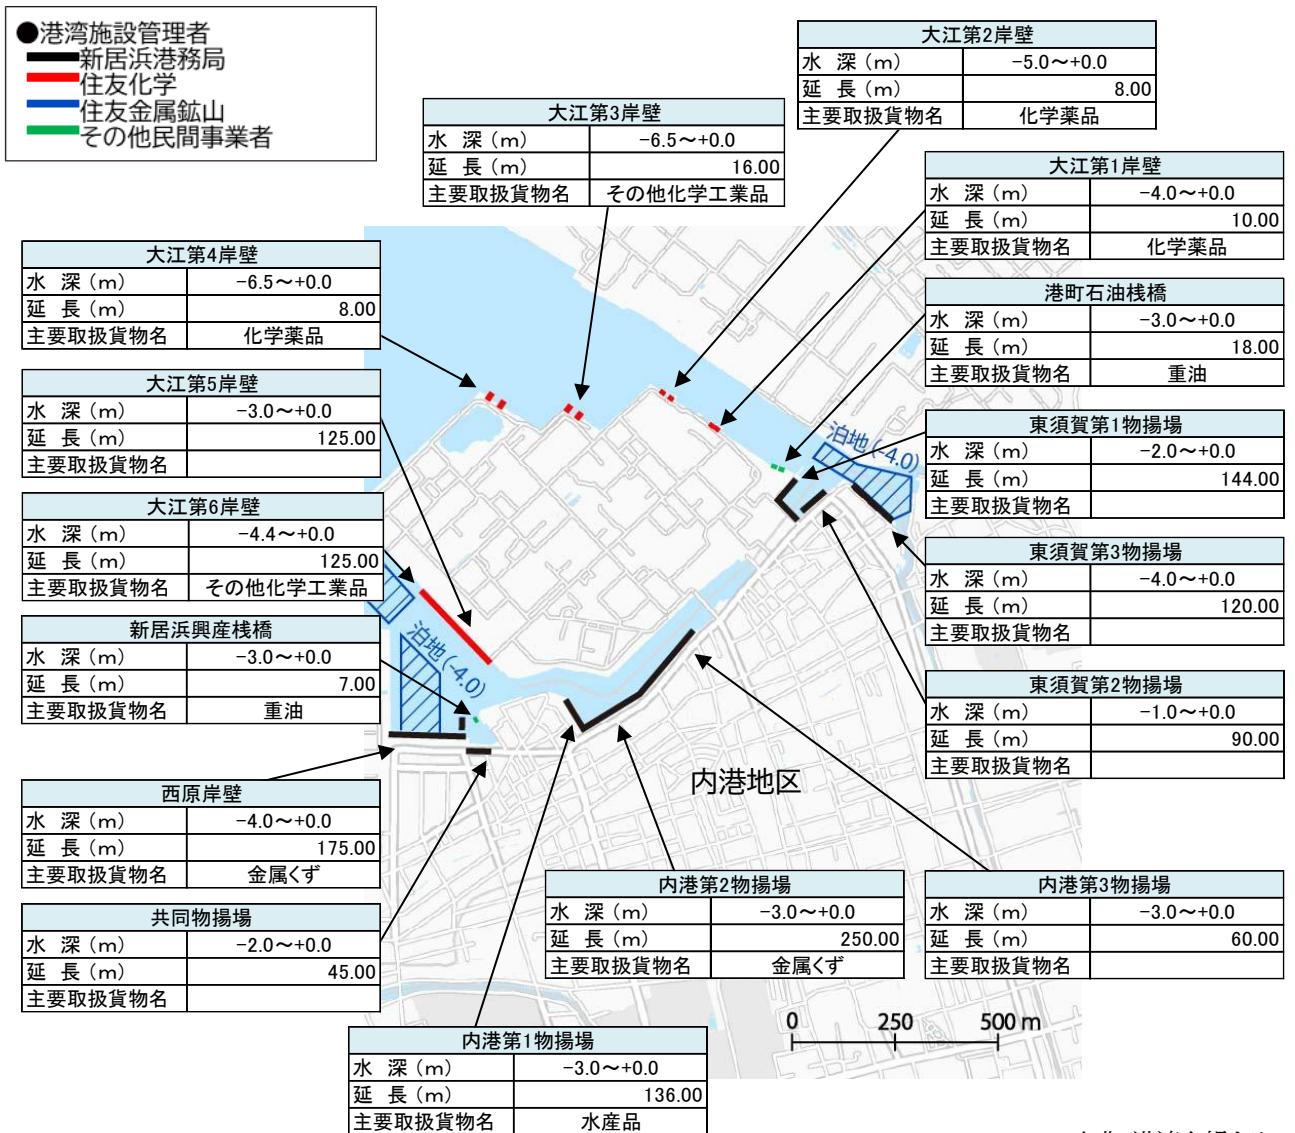 ●港湾施設管理者
新居浜港務局
住友化学
住友金属鉱山
その他民間事業者
大江第2岸壁
水 深（m） -5.0～+0.0
延 長（m） 8.00
主要取扱貨物名 化学薬品
大江第3岸壁
水 深（m） -6.5～+0.0
延 長（m） 16.00
主要取扱貨物名 その他化学工業品
大江第1岸壁
水 深（m） -4.0～+0.0
延 長（m） 10.00
主要取扱貨物名 化学薬品
大江第4岸壁
水 深（m） -6.5～+0.0
延 長（m） 8.00
主要取扱貨物名 化学薬品
港町石油桟橋
水 深（m） -3.0～+0.0
延 長（m） 18.00
主要取扱貨物名 重油
大江第5岸壁
水 深（m） -3.0～+0.0
延 長（m） 125.00
主要取扱貨物名
東須賀第1物揚場
水 深（m） -2.0～+0.0
延 長（m） 144.00
主要取扱貨物名
泊地(-4.0)
大江第6岸壁
水 深（m） -4.4～+0.0
延 長（m） 125.00
主要取扱貨物名 その他化学工業品
東須賀第3物揚場
水 深（m） -4.0～+0.0
延 長（m） 120.00
主要取扱貨物名
新居浜興産桟橋
水 深（m） -3.0～+0.0
延 長（m） 7.00
主要取扱貨物名 重油
泊地(-4.0)
東須賀第2物揚場
水 深（m） -1.0～+0.0
延 長（m） 90.00
主要取扱貨物名
内港地区
西原岸壁
水 深（m） -4.0～+0.0
延 長（m） 175.00
主要取扱貨物名 金属くず
内港第2物揚場
水 深（m） -3.0～+0.0
延 長（m） 250.00
主要取扱貨物名 金属くず
内港第3物揚場
水 深（m） -3.0～+0.0
延 長（m） 60.00
主要取扱貨物名
共同物揚場
水 深（m） -2.0～+0.0
延 長（m） 45.00
主要取扱貨物名
0 250 500 m
内港第1物揚場
水 深（m） -3.0～+0.0
延 長（m） 136.00
主要取扱貨物名 水産品